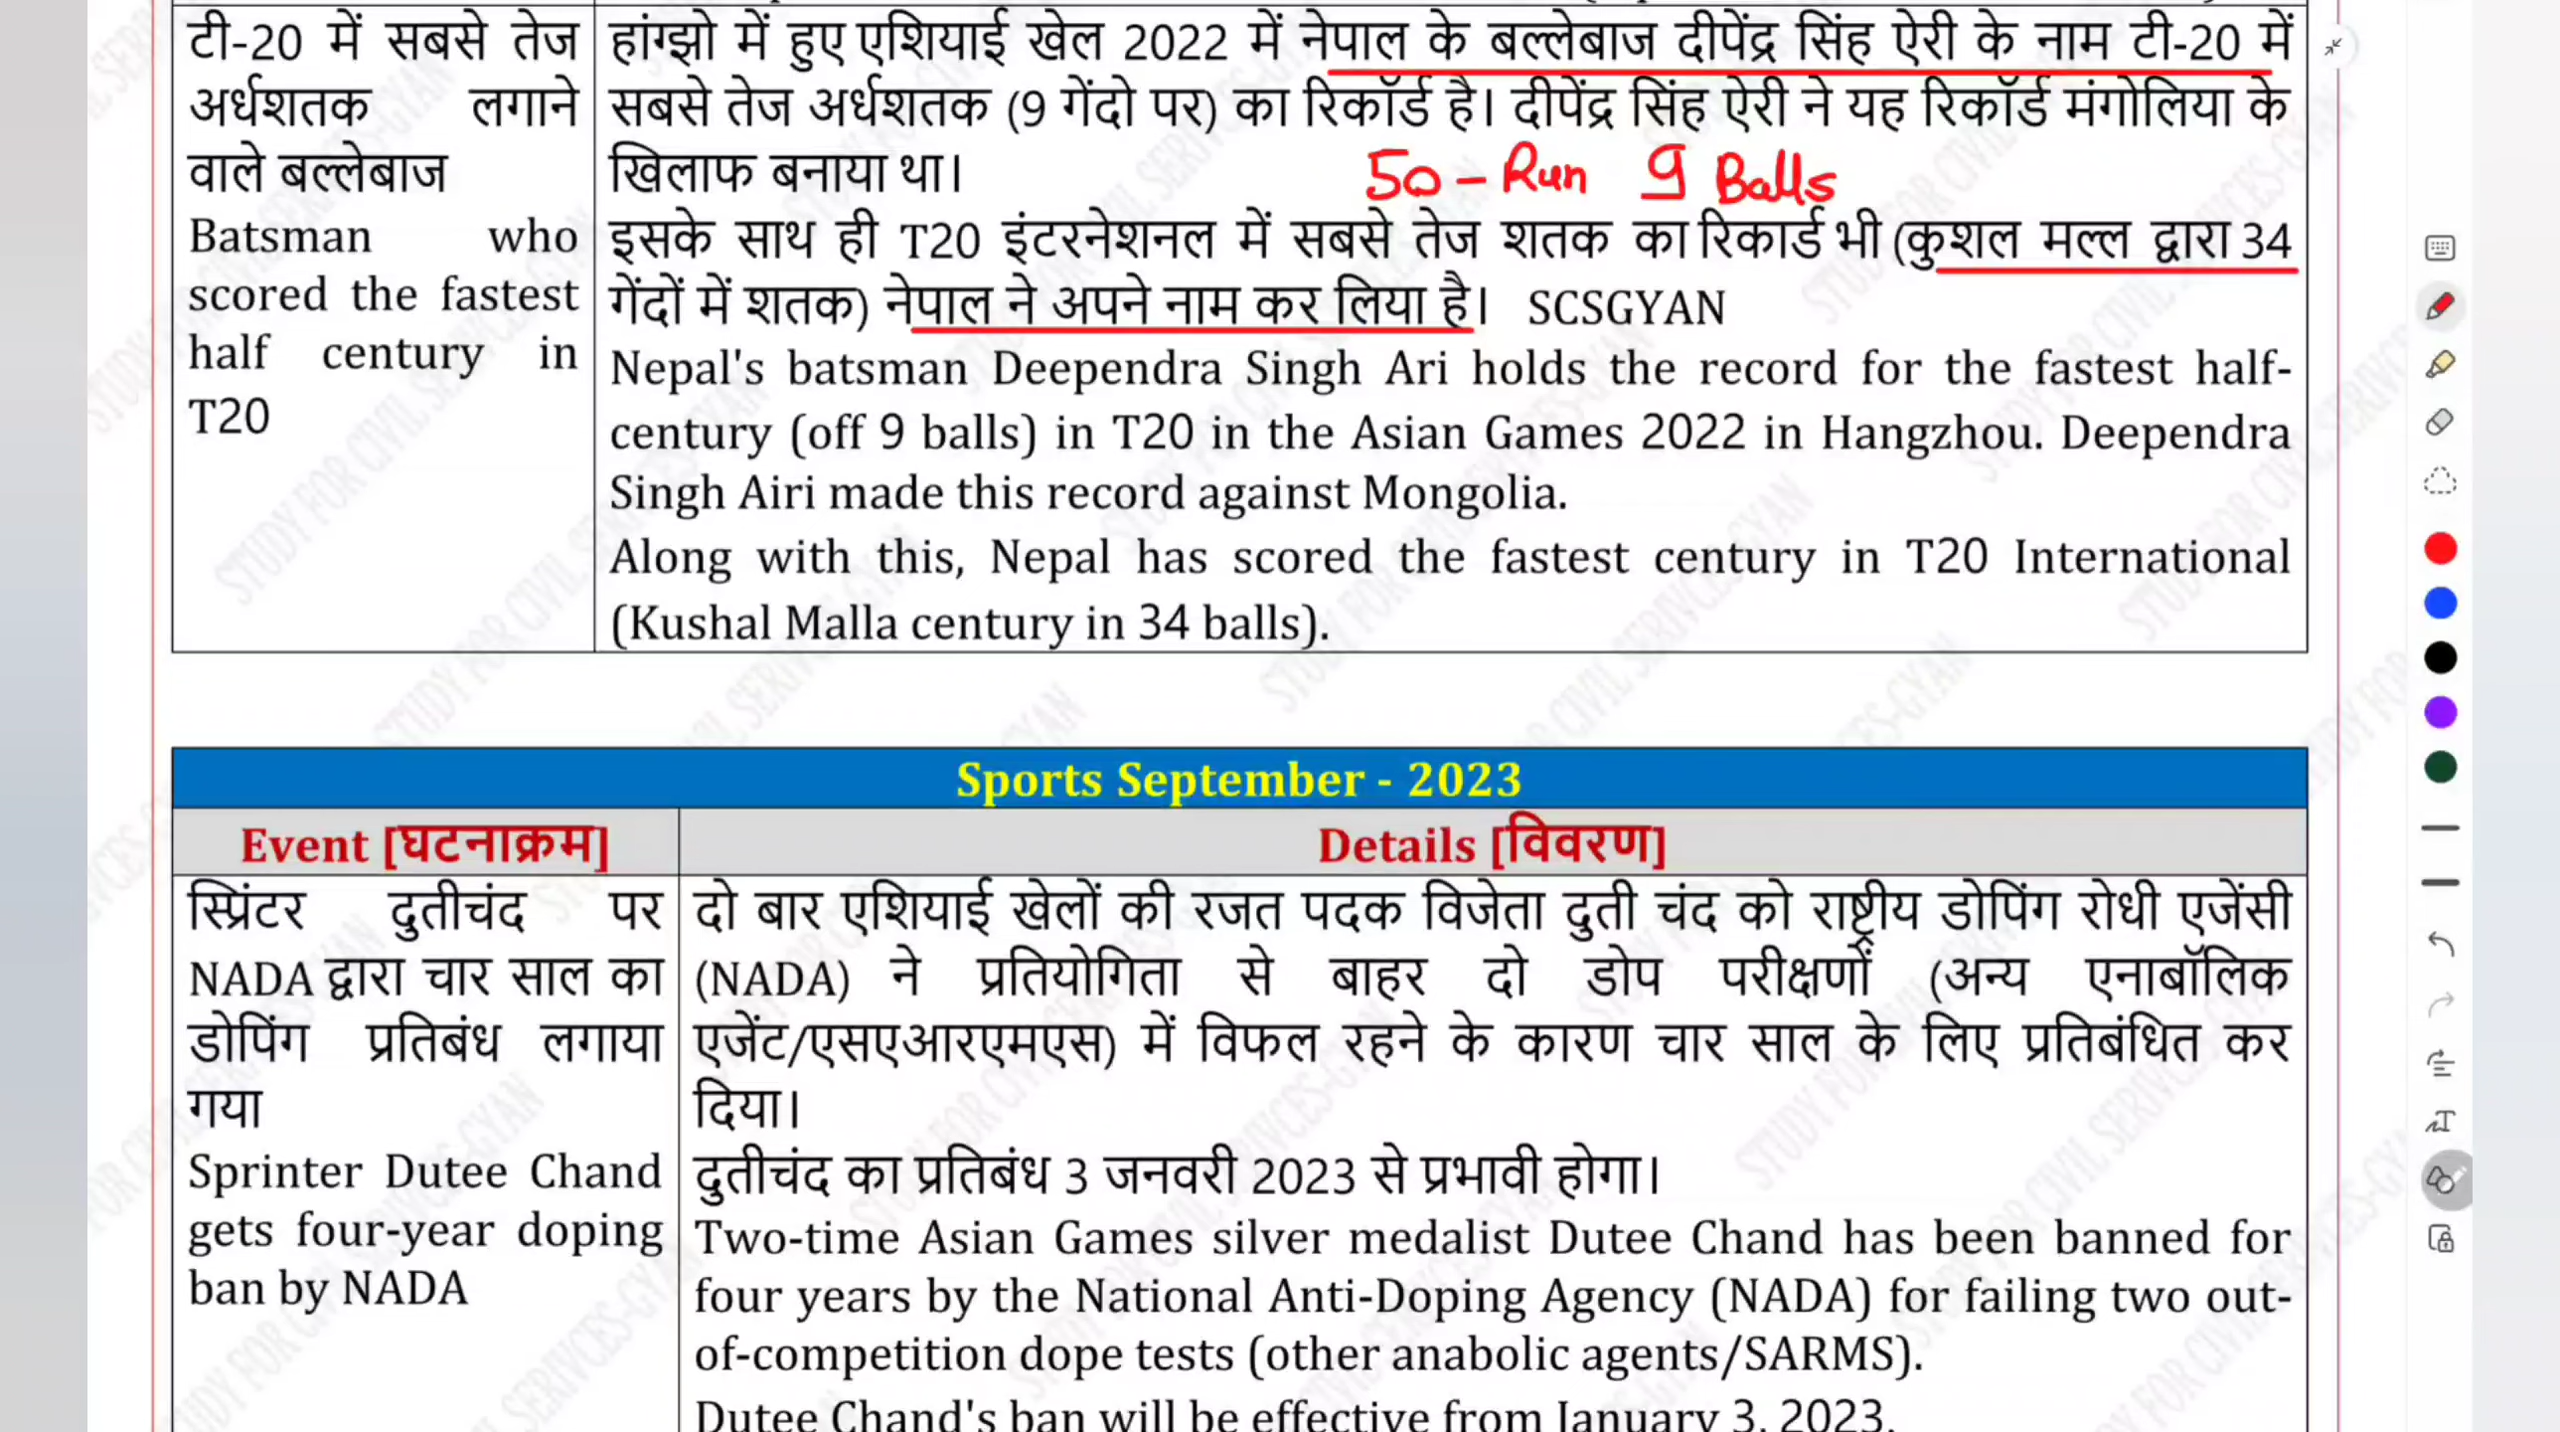 टी-20 में सबसे तेज
अर्धशतक लगाने
वाले बल्लेबाज
Batsman who
scored the fastest
half century in
T20
हांग्झो में हुए एशियाई खेल 2022 में नेपाल के बल्लेबाज दीपेंद्र सिंह ऐरी के नाम टी-20 में
सबसे तेज अर्धशतक (9 गेंदो पर) का रिकॉर्ड है। दीपेंद्र सिंह ऐरी ने यह रिकॉर्ड मंगोलिया के
खिलाफ बनाया था।
50 - Run 9 Balls
इसके साथ ही T20 इंटरनेशनल में सबसे तेज शतक का रिकार्ड भी (कुशल मल्ल द्वारा 34
गेंदों में शतक) नेपाल ने अपने नाम कर लिया है। SCSGYAN
Nepal's batsman Deependra Singh Ari holds the record for the fastest half-
century (off 9 balls) in T20 in the Asian Games 2022 in Hangzhou. Deependra
Singh Airi made this record against Mongolia.
Along with this, Nepal has scored the fastest century in T20 International
(Kushal Malla century in 34 balls).
Sports September - 2023
Event [घटनाक्रम]
Details [विवरण]
स्प्रिंटर दुतीचंद पर
NADA द्वारा चार साल का
डोपिंग प्रतिबंध लगाया
गया
Sprinter Dutee Chand
gets four-year doping
ban by NADA
दो बार एशियाई खेलों की रजत पदक विजेता दुती चंद को राष्ट्रीय डोपिंग रोधी एजेंसी
(NADA) ने प्रतियोगिता से बाहर दो डोप परीक्षणों (अन्य एनाबॉलिक
एजेंट/एसएआरएमएस) में विफल रहने के कारण चार साल के लिए प्रतिबंधित कर
दिया।
दुतीचंद का प्रतिबंध 3 जनवरी 2023 से प्रभावी होगा।
Two-time Asian Games silver medalist Dutee Chand has been banned for
four years by the National Anti-Doping Agency (NADA) for failing two out-
of-competition dope tests (other anabolic agents/SARMS).
Dutee Chand's ban will be effective from January 3, 2023.